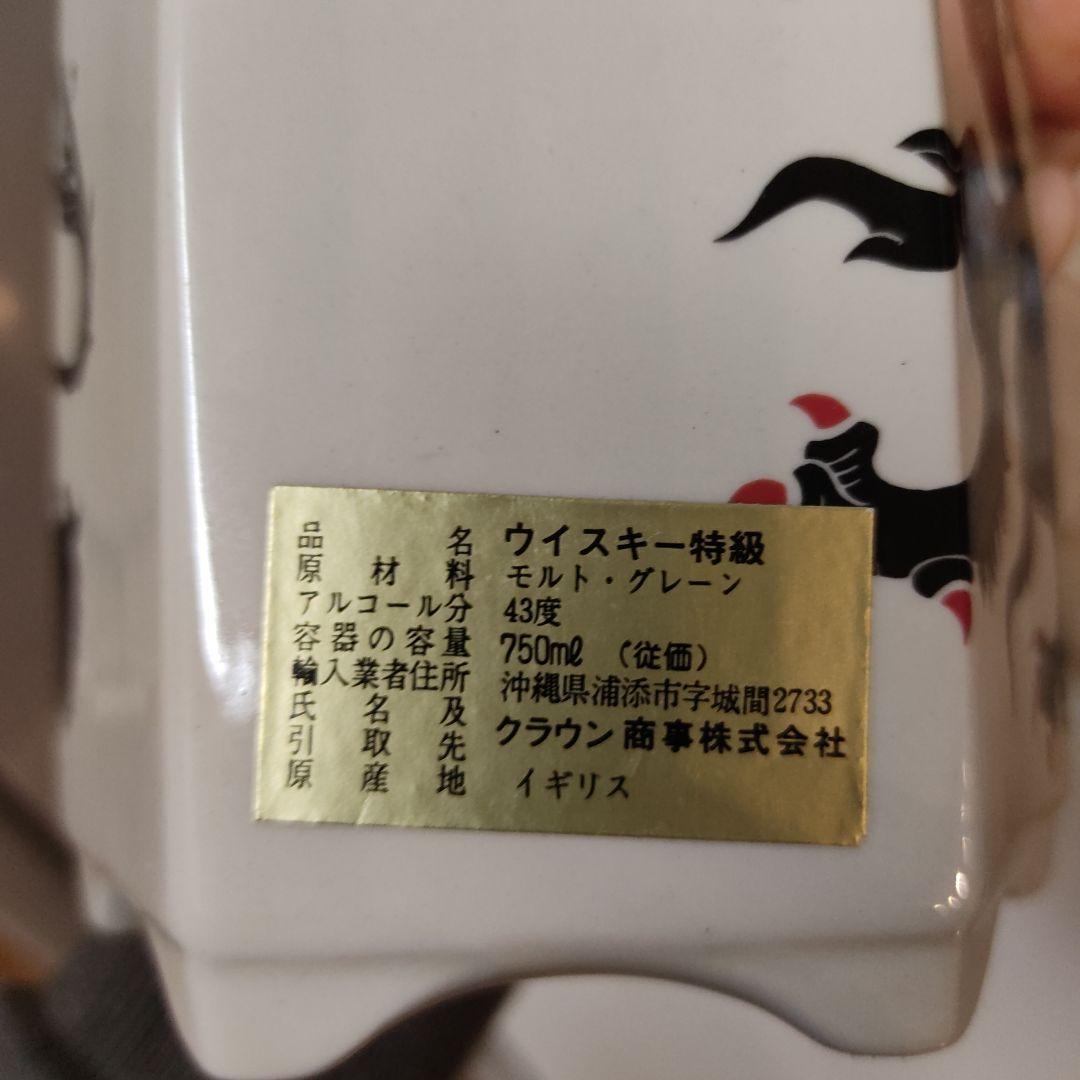 品名 ウイスキー特級
原材料 モルト・グレーン
アルコール分 43度
容器の容量 750ml (従価)
輸入業者住所 沖縄県浦添市字城間2733
氏名及 クラウン商事株式会社
引取先
原産地 イギリス